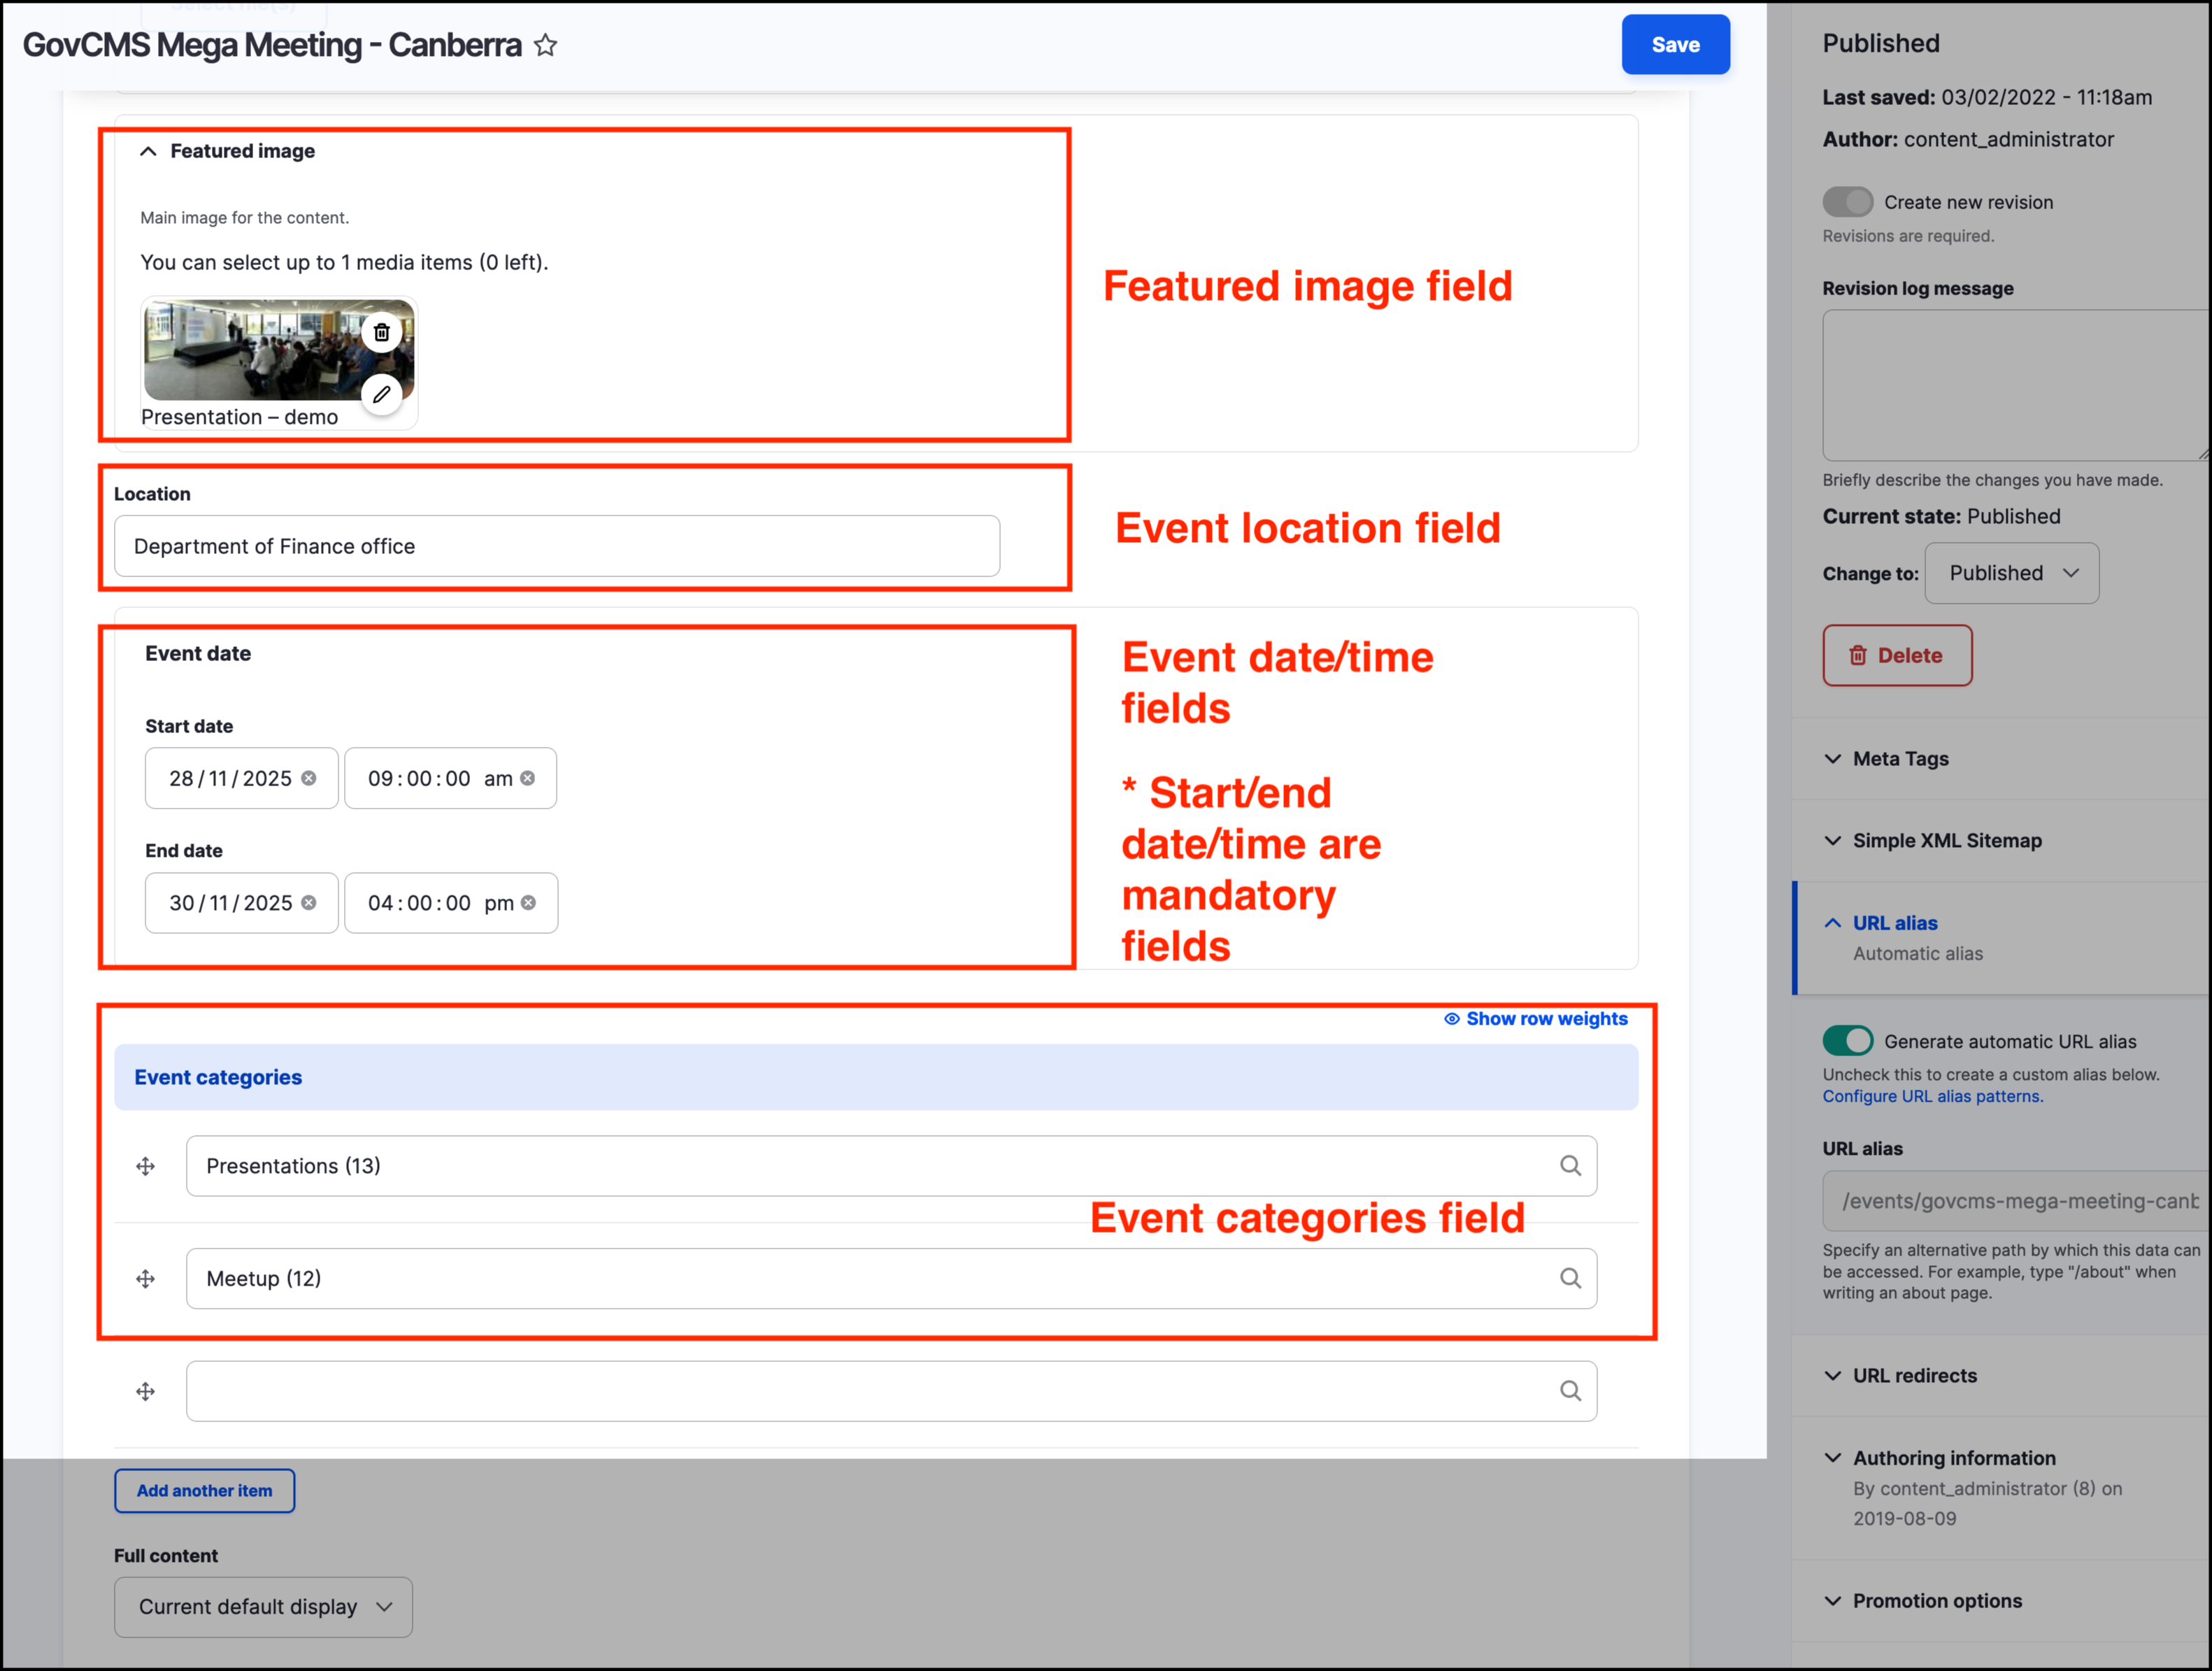 GovCMS Mega Meeting - Canberra
Save
Featured image
Main image for the content.
You can select up to 1 media items (0 left).
Presentation – demo
Featured image field
Location
Department of Finance office
Event location field
Event date
Start date
28/11/2025
09:00:00 am
End date
30/11/2025
04:00:00 pm
Event date/time
fields
* Start/end
date/time are
mandatory
fields
Show row weights
Event categories
Presentations (13)
Event categories field
Meetup (12)
Add another item
Full content
Current default display
Published
Last saved: 03/02/2022 - 11:18am
Author: content_administrator
Create new revision
Revisions are required.
Revision log message
Briefly describe the changes you have made.
Current state: Published
Change to: Published
Delete
Meta Tags
Simple XML Sitemap
URL alias
Automatic alias
Generate automatic URL alias
Uncheck this to create a custom alias below.
Configure URL alias patterns.
URL alias
/events/govcms-mega-meeting-canb
Specify an alternative path by which this data can
be accessed. For example, type "/about" when
writing an about page.
URL redirects
Authoring information
By content_administrator (8) on
2019-08-09
Promotion options